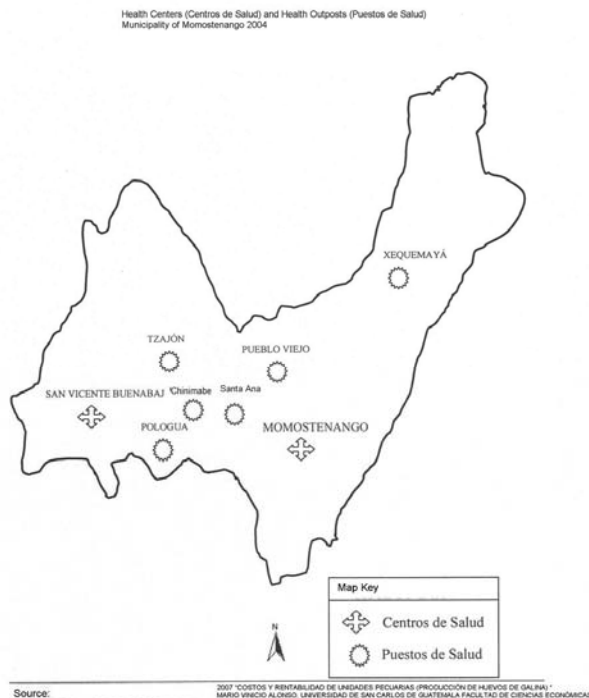 Health Centers (Centros de Salud) and Health Outposts (Puestos de Salud)
Municipality of Momostenango 2004
XEQUEMAYÁ
TZAJÓN
PUEBLO VIEJO
SAN VICENTE BUENABAJ
Chinimabe
Santa Ana
POLOGUA
MOMOSTENANGO
Map Key
Centros de Salud
N
Puestos de Salud
Source:
2007 "COSTOS Y RENTABILIDAD DE UNIDADES PECUARIAS (PRODUCCIÓN DE HUEVOS DE GALINA) "
MARIO VINICIO ALONSO. UNIVERSIDAD DE SAN CARLOS DE GUATEMALA FACULTAD DE CIENCIAS ECONÓMICAS